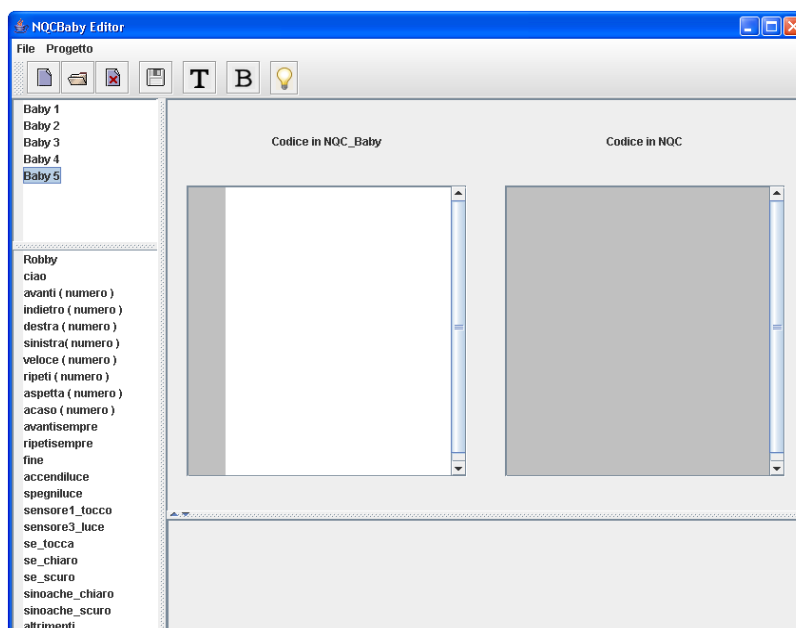 NQCBaby Editor
File Progetto
T B
Baby 1
Baby 2
Baby 3
Baby 4
Baby 5
Codice in NQC_Baby
Codice in NQC
Robby
ciao
avanti ( numero )
indietro ( numero )
destra ( numero )
sinistra( numero )
veloce ( numero )
ripeti ( numero )
aspetta ( numero )
acaso ( numero )
avantisempre
ripetisempre
fine
accendiluce
spegniluce
sensore1_tocco
sensore3_luce
se_tocca
se_chiaro
se_scuro
sinoache_chiaro
sinoache_scuro
altrimenti